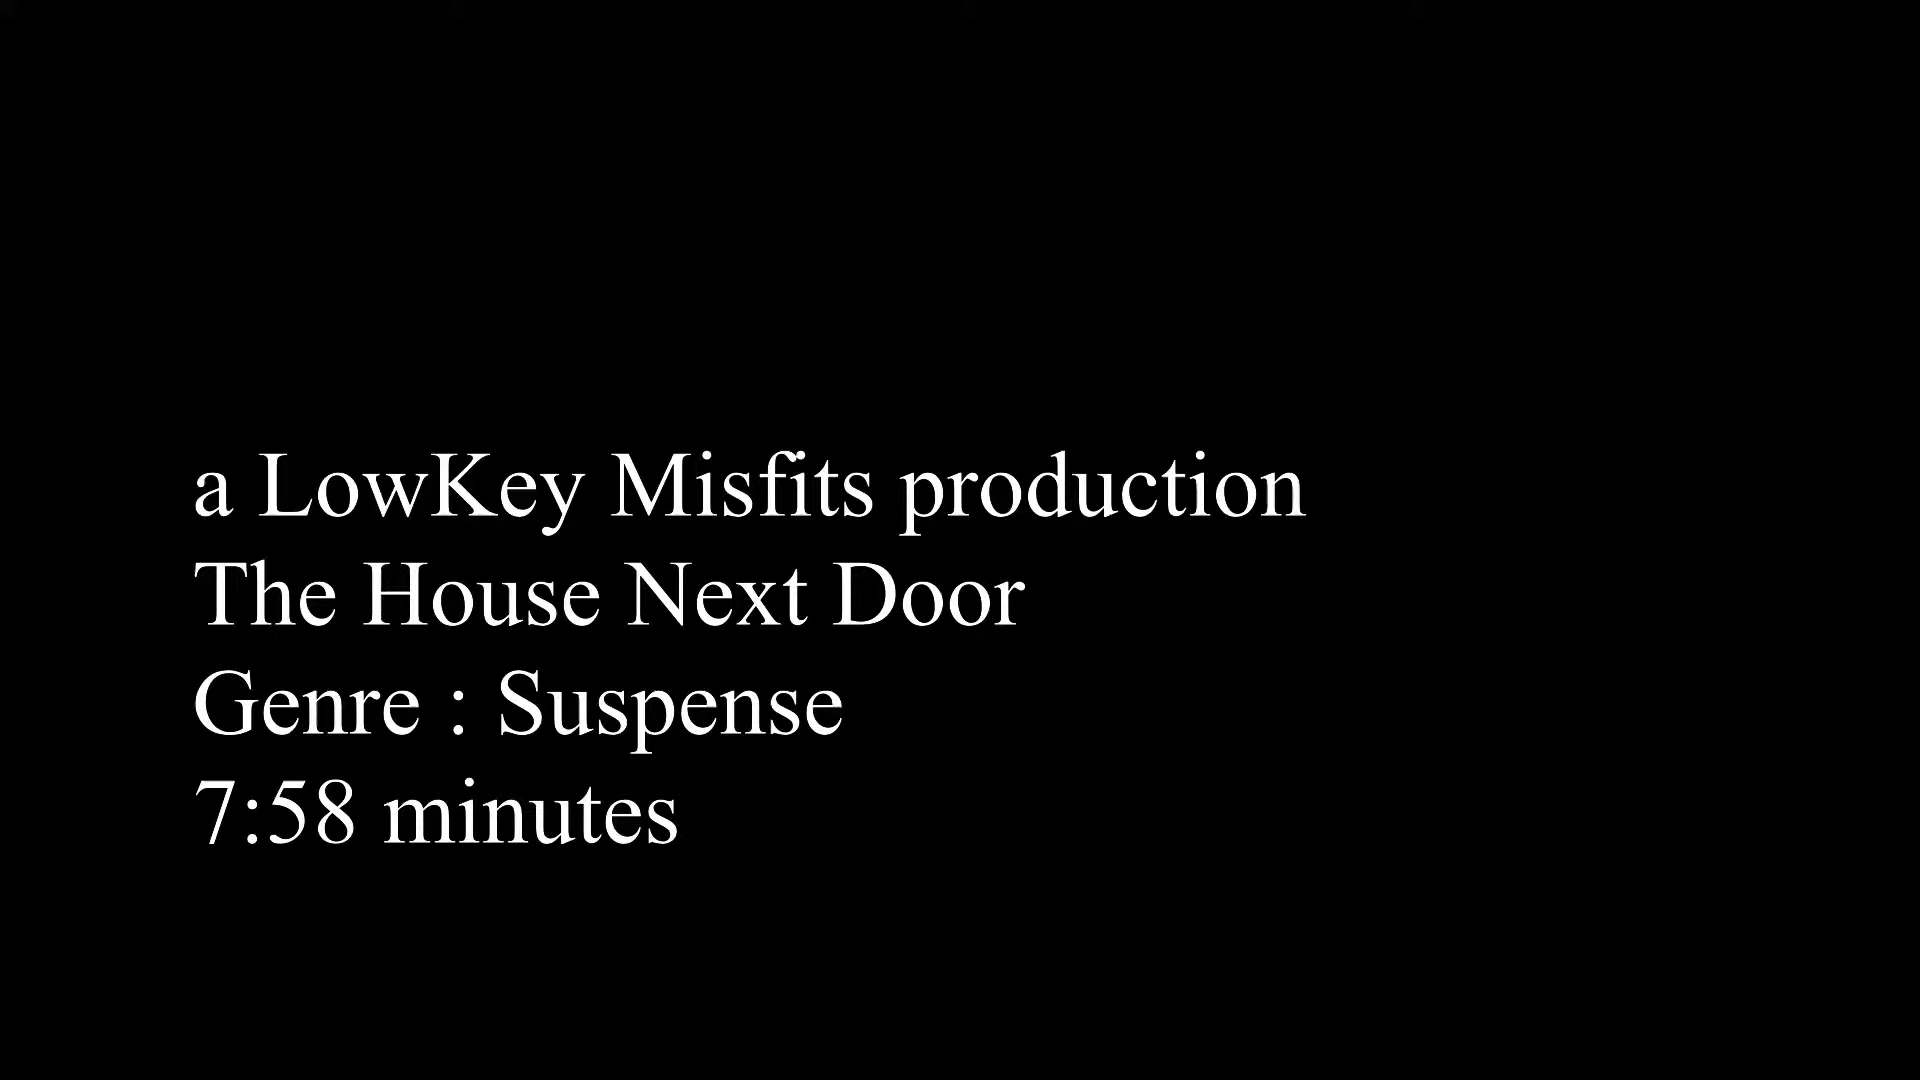 a LowKey Misfits production
The House Next Door
Genre : Suspense
7:58 minutes